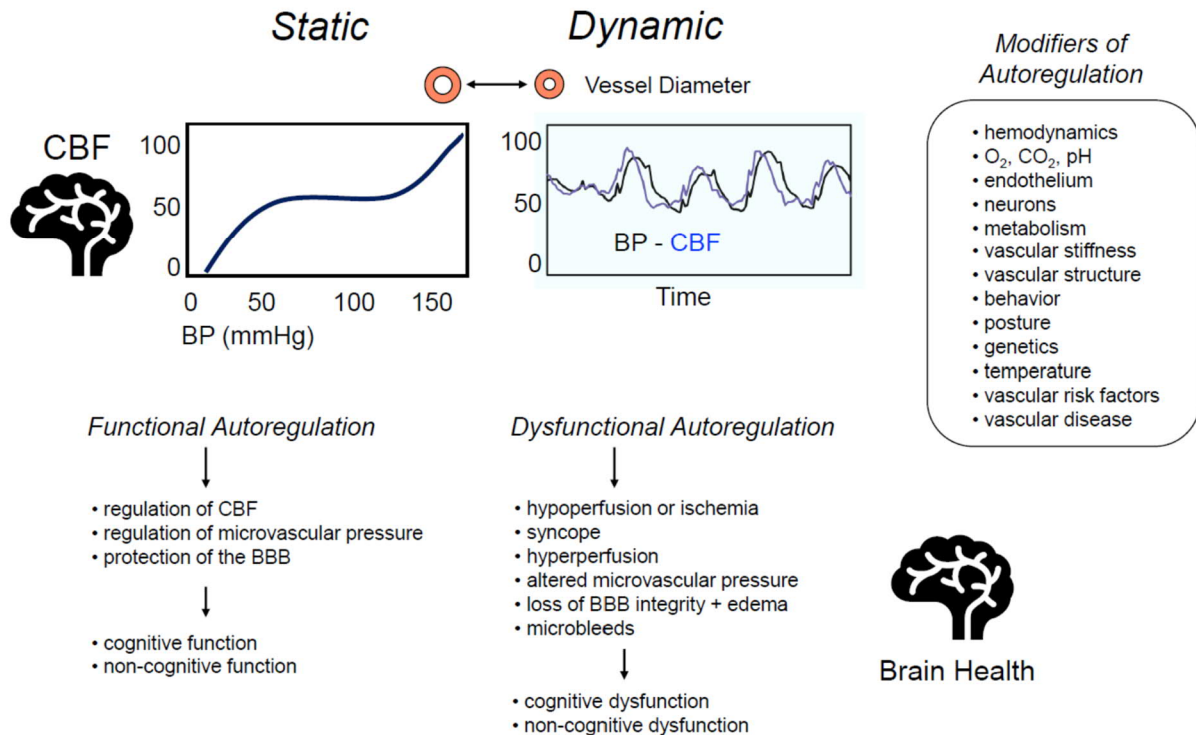 Static
Dynamic
Vessel Diameter
CBF
100
50
0
0 50 100 150
BP (mmHg)
100
50
0
BP - CBF
Time
Modifiers of
Autoregulation
• hemodynamics
• O₂, CO₂, pH
• endothelium
• neurons
• metabolism
• vascular stiffness
• vascular structure
• behavior
• posture
• genetics
• temperature
• vascular risk factors
• vascular disease
Functional Autoregulation
• regulation of CBF
• regulation of microvascular pressure
• protection of the BBB
• cognitive function
• non-cognitive function
Dysfunctional Autoregulation
• hypoperfusion or ischemia
• syncope
• hyperperfusion
• altered microvascular pressure
• loss of BBB integrity + edema
• microbleeds
• cognitive dysfunction
• non-cognitive dysfunction
Brain Health